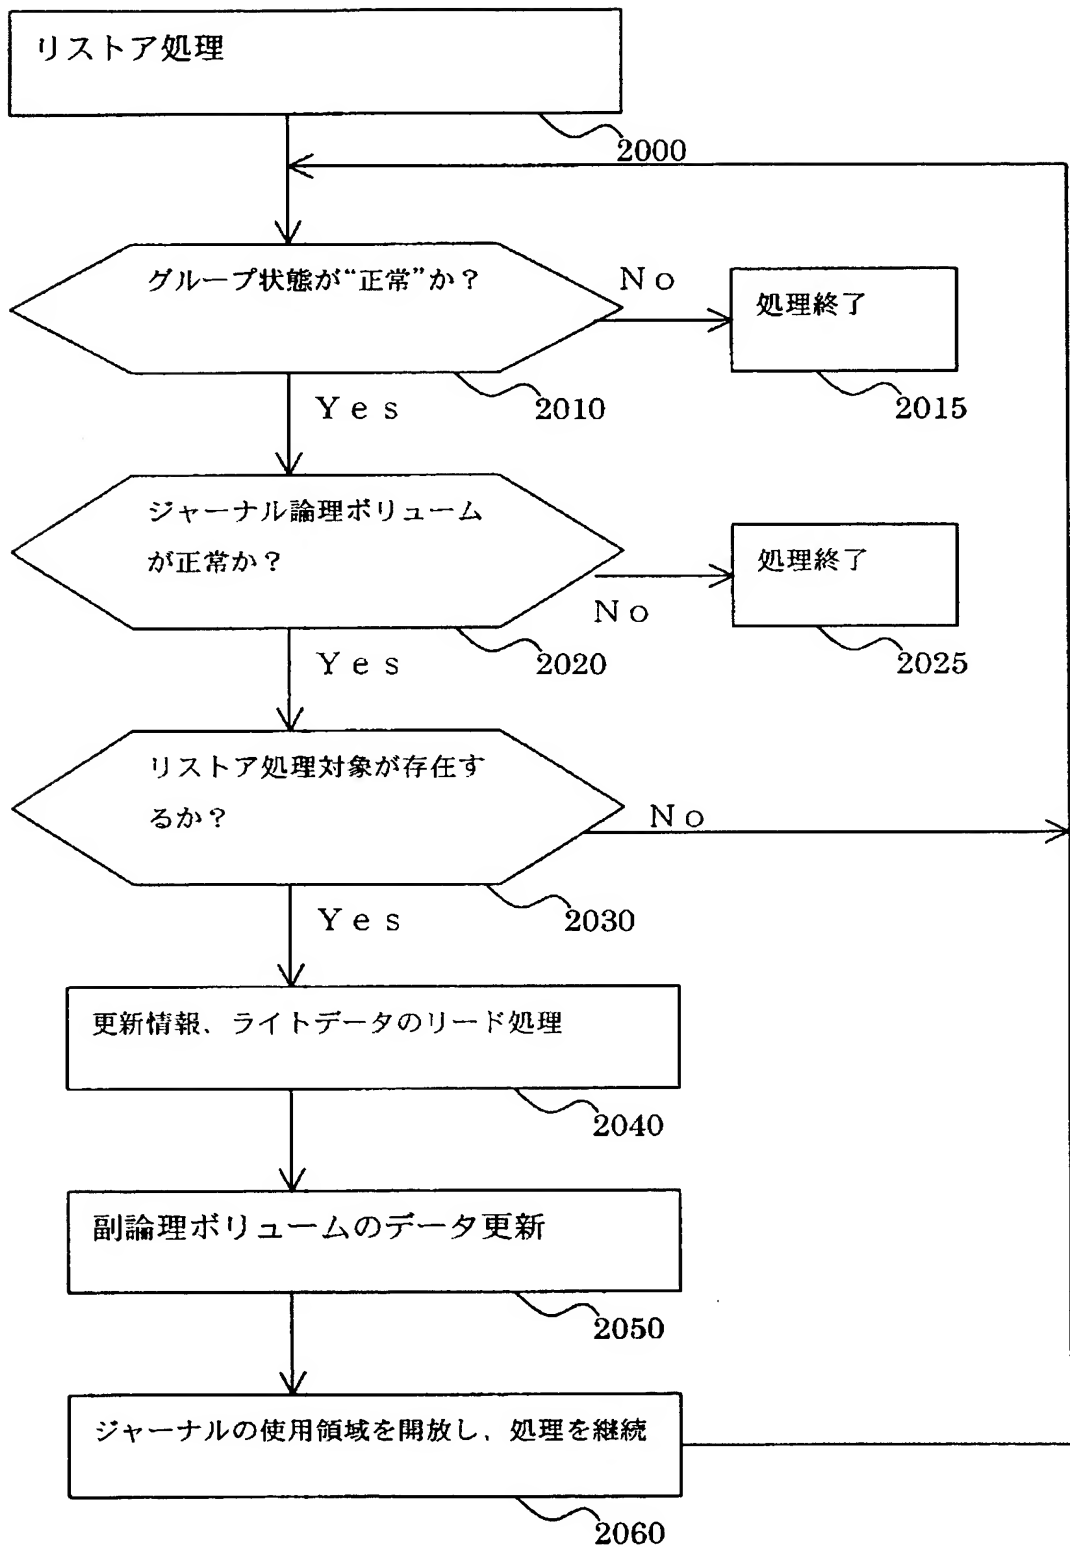 リストア処理
2000
グループ状態が“正常”か？
No
処理終了
2010
2015
Yes
ジャーナル論理ボリューム
が正常か？
処理終了
No
2020
2025
Yes
リストア処理対象が存在す
るか？
No
2030
Yes
更新情報、ライトデータのリード処理
2040
副論理ボリュームのデータ更新
2050
ジャーナルの使用領域を開放し、処理を継続
2060